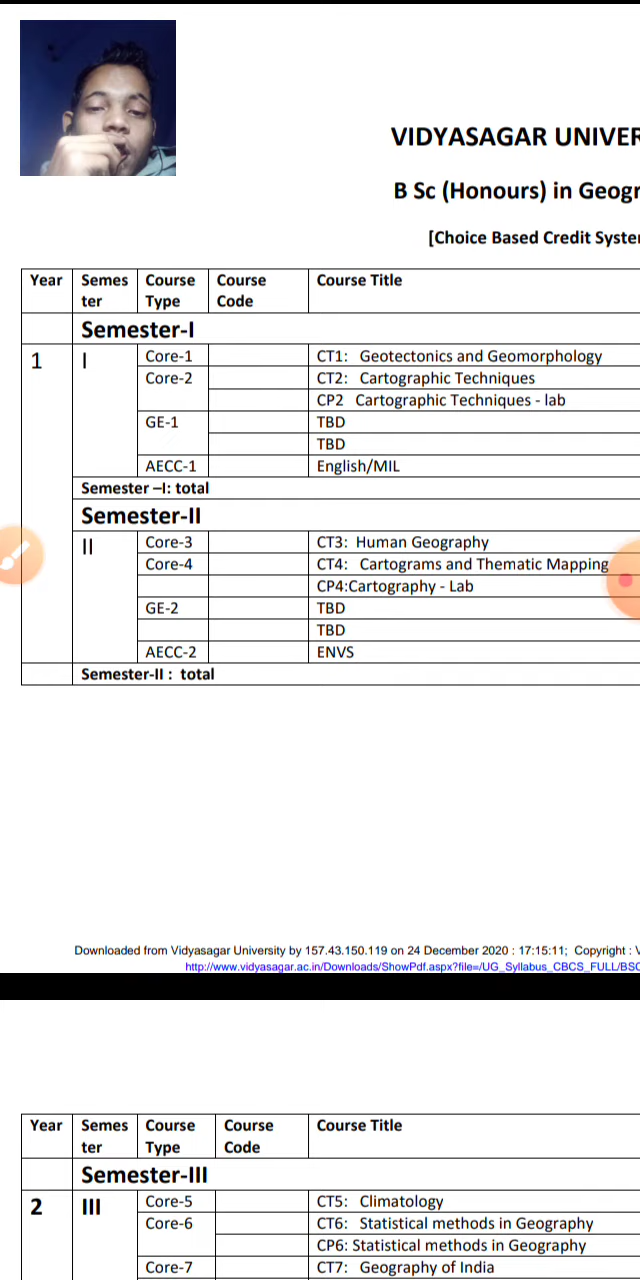 VIDYASAGAR UNIVER
B Sc (Honours) in Geogr
[Choice Based Credit Syste
Year Semes ter Course Type Course Code Course Title
Semester-I
1 I Core-1 CT1: Geotectonics and Geomorphology
Core-2 CT2: Cartographic Techniques
CP2 Cartographic Techniques - lab
GE-1 TBD
TBD
AECC-1 English/MIL
Semester –I: total
Semester-II
II Core-3 CT3: Human Geography
Core-4 CT4: Cartograms and Thematic Mapping
CP4:Cartography - Lab
GE-2 TBD
TBD
AECC-2 ENVS
Semester-II : total
Downloaded from Vidyasagar University by 157.43.150.119 on 24 December 2020 : 17:15:11; Copyright : V
http://www.vidyasagar.ac.in/Downloads/ShowPdf.aspx?file=/UG_Syllabus_CBCS_FULL/BSC
Year Semes ter Course Type Course Code Course Title
Semester-III
2 III Core-5 CT5: Climatology
Core-6 CT6: Statistical methods in Geography
CP6: Statistical methods in Geography
Core-7 CT7: Geography of India